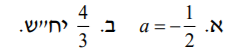 א. a = -1/2  ב. 4/3 יח"ש.